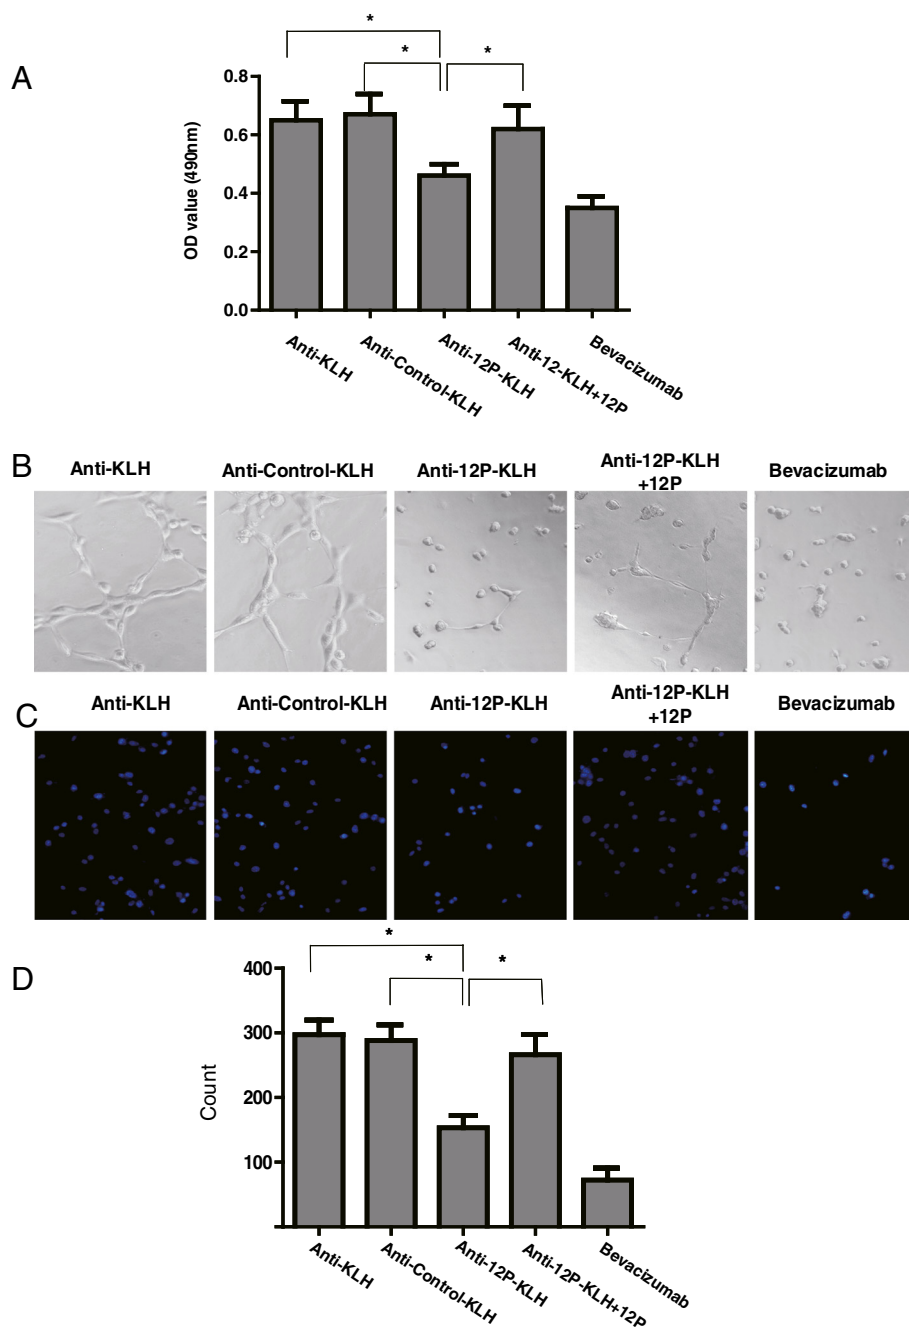 A
*
*
*
OD value (490nm)
0.8
0.6
0.4
0.2
0.0
Anti-KLH
Anti-Control-KLH
Anti-12P-KLH
Anti-12-KLH+12P
Bevacizumab
B
Anti-KLH
Anti-Control-KLH
Anti-12P-KLH
Anti-12P-KLH
+12P
Bevacizumab
C
Anti-KLH
Anti-Control-KLH
Anti-12P-KLH
Anti-12P-KLH
+12P
Bevacizumab
D
*
*
*
Count
400
300
200
100
Anti-KLH
Anti-Control-KLH
Anti-12P-KLH
Anti-12P-KLH+12P
Bevacizumab